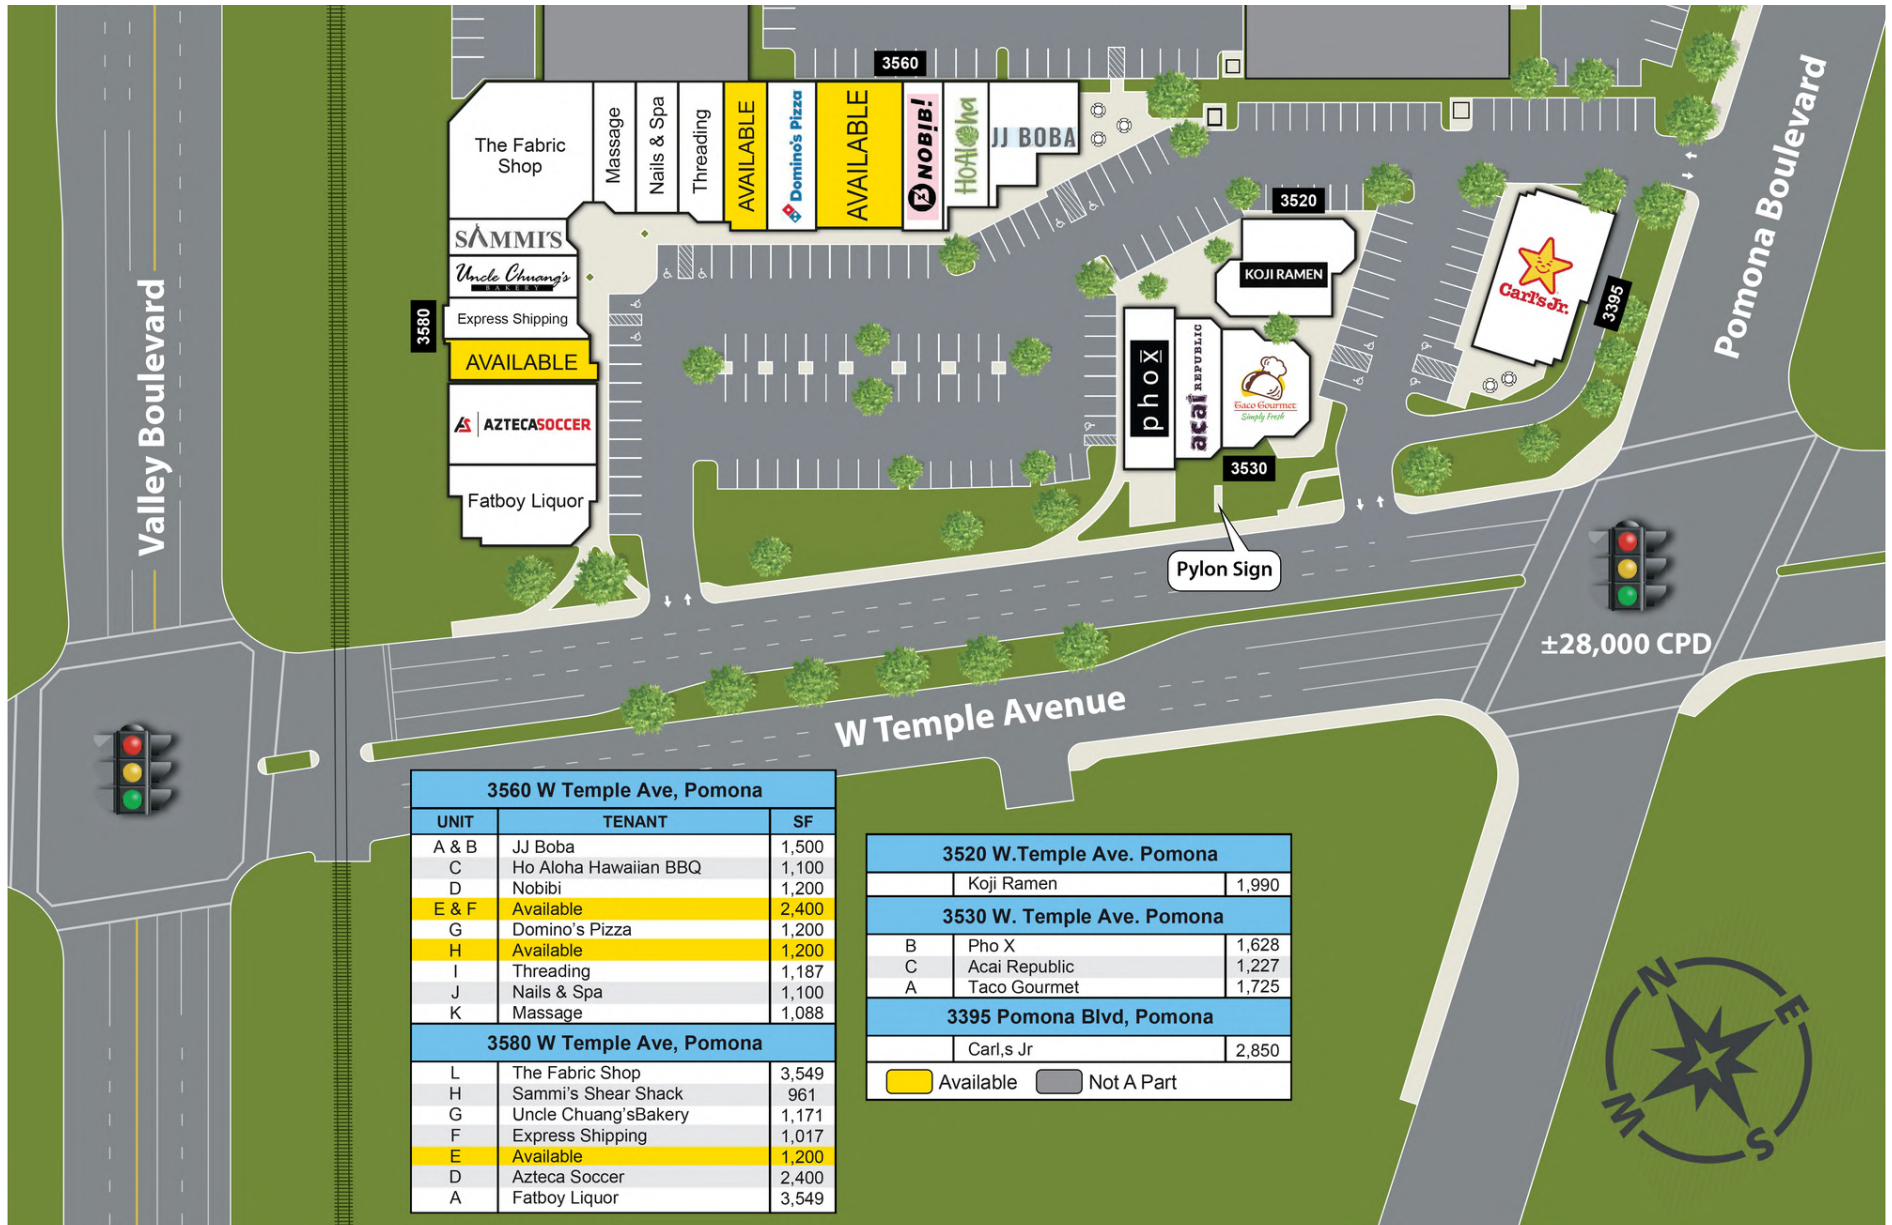 3560
Pomona Boulevard
Valley Boulevard
The Fabric
Shop
Massage
Nails & Spa
Threading
AVAILABLE
Domino's Pizza
AVAILABLE
NOBiBi!
HoAloha
JJ BOBA
SAMMI'S
Uncle Chuang's
BAKERY
Express Shipping
3580
AVAILABLE
AZTECASOCCER
Fatboy Liquor
3520
KOJI RAMEN
phoX
açaí REPUBLIC
Taco Gourmet
Simply Fresh
3530
Carl's Jr.
3395
Pylon Sign
±28,000 CPD
W Temple Avenue
3560 W Temple Ave, Pomona
UNIT TENANT SF
A & B JJ Boba 1,500
C Ho Aloha Hawaiian BBQ 1,100
D Nobibi 1,200
E & F Available 2,400
G Domino's Pizza 1,200
H Available 1,200
I Threading 1,187
J Nails & Spa 1,100
K Massage 1,088
3580 W Temple Ave, Pomona
L The Fabric Shop 3,549
H Sammi's Shear Shack 961
G Uncle Chuang'sBakery 1,171
F Express Shipping 1,017
E Available 1,200
D Azteca Soccer 2,400
A Fatboy Liquor 3,549
3520 W.Temple Ave. Pomona
Koji Ramen 1,990
3530 W. Temple Ave. Pomona
B Pho X 1,628
C Acai Republic 1,227
A Taco Gourmet 1,725
3395 Pomona Blvd, Pomona
Carl,s Jr 2,850
Available Not A Part
N
E
W
S